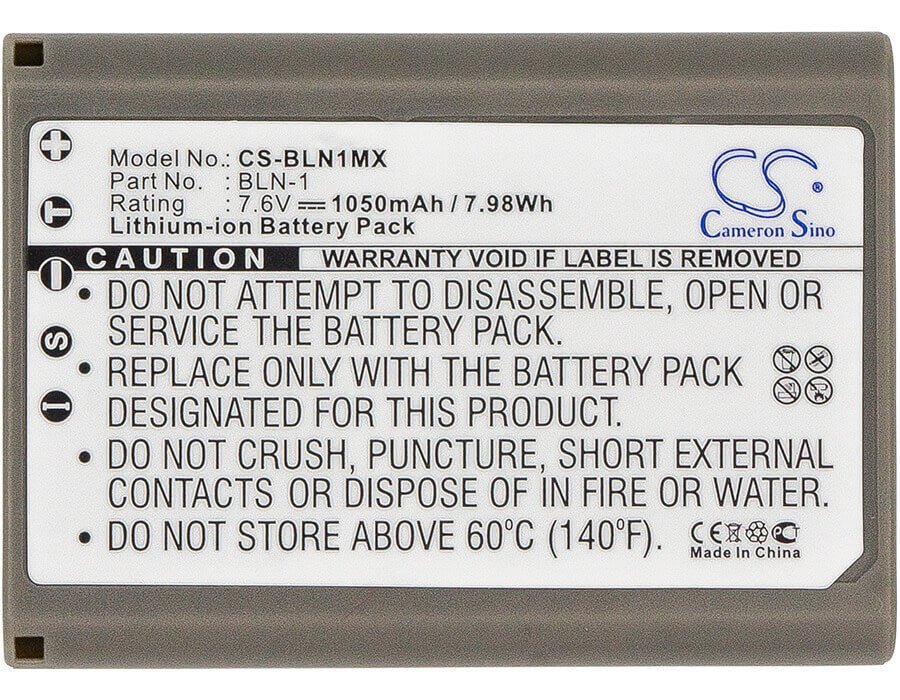 Model No.: CS-BLN1MX
Part No. : BLN-1
Rating : 7.6V 1050mAh / 7.98Wh
Lithium-ion Battery Pack
CS®
Cameron Sino
CAUTION WARRANTY VOID IF LABEL IS REMOVED
+
T
I
S
I
• DO NOT ATTEMPT TO DISASSEMBLE, OPEN OR
SERVICE THE BATTERY PACK.
• REPLACE ONLY WITH THE BATTERY PACK
DESIGNATED FOR THIS PRODUCT.
• DO NOT CRUSH, PUNCTURE, SHORT EXTERNAL
CONTACTS OR DISPOSE OF IN FIRE OR WATER.
• DO NOT STORE ABOVE 60°C (140°F).
CE
Made In China